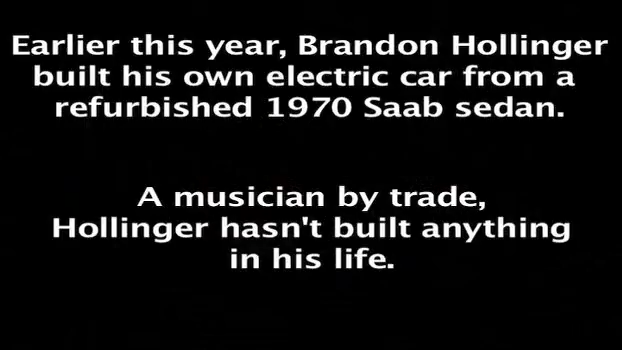 Earlier this year, Brandon Hollinger
built his own electric car from a
refurbished 1970 Saab sedan.
A musician by trade,
Hollinger hasn't built anything
in his life.